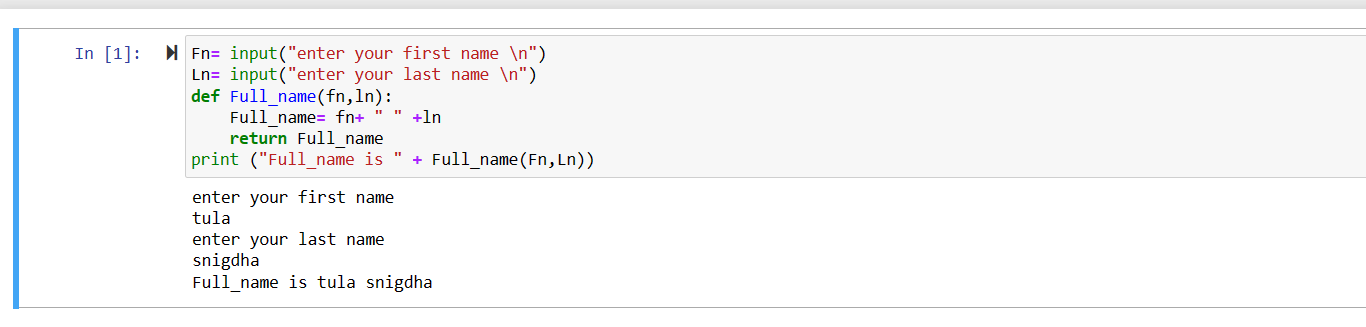 In [1]:
Fn= input("enter your first name \n")
Ln= input("enter your last name \n")
def Full_name(fn,ln):
    Full_name= fn+ " " +ln
    return Full_name
print ("Full_name is " + Full_name(Fn,Ln))
enter your first name
tula
enter your last name
snigdha
Full_name is tula snigdha